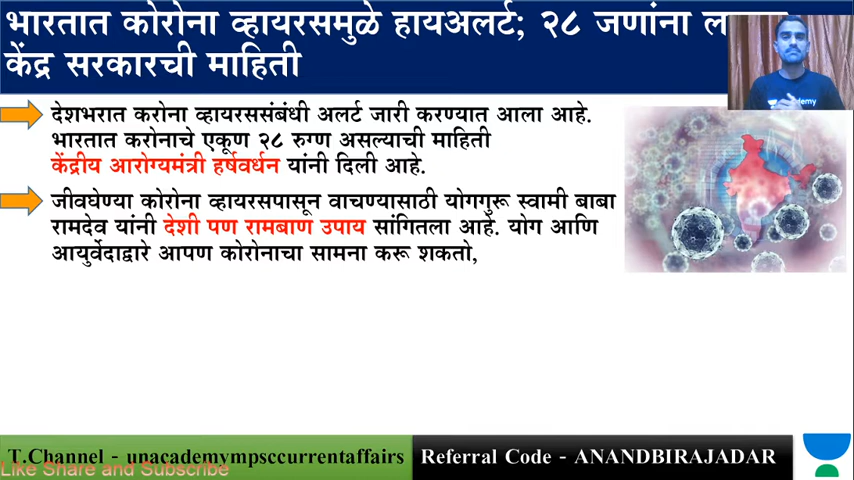 भारतात कोरोना व्हायरसमुळे हायअलर्ट; २८ जणांना
केंद्र सरकारची माहिती
देशभरात करोना व्हायरससंबंधी अलर्ट जारी करण्यात आला आहे.
भारतात करोनाचे एकूण २८ रुग्ण असल्याची माहिती
केंद्रीय आरोग्यमंत्री हर्षवर्धन यांनी दिली आहे.
जीवघेण्या कोरोना व्हायरसपासून वाचण्यासाठी योगगुरू स्वामी बाबा
रामदेव यांनी देशी पण रामबाण उपाय सांगितला आहे. योग आणि
आयुर्वेदाद्वारे आपण कोरोनाचा सामना करू शकतो,
T.Channel - unacademympsccurrentaffairs
Referral Code - ANANDBIRAJADAR
Like Share and Subscribe